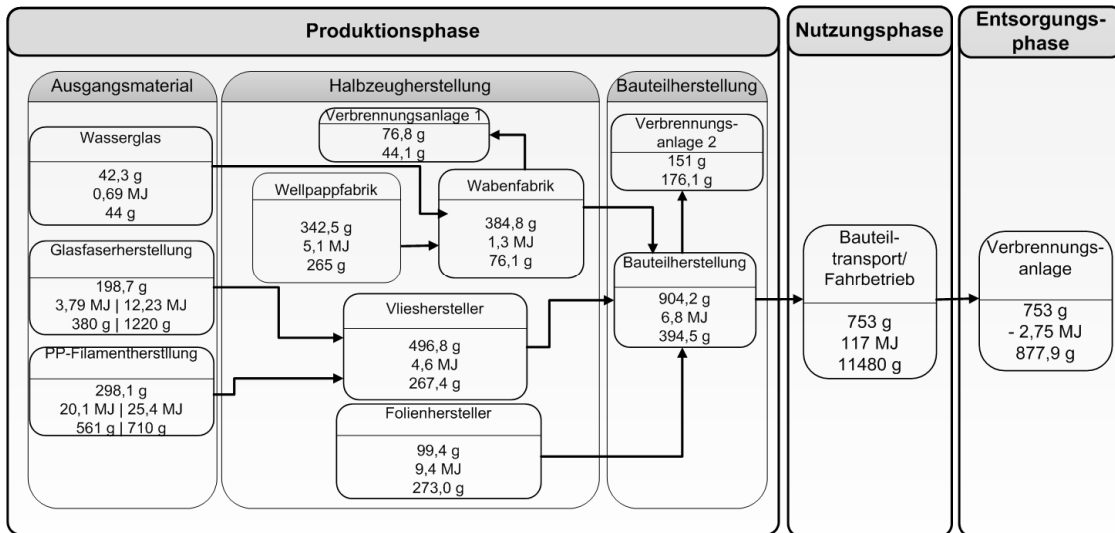 Produktionsphase
Nutzungsphase
Entsorgungs-
phase
Ausgangsmaterial
Halbzeugherstellung
Bauteilherstellung
Wasserglas
42,3 g
0,69 MJ
44 g
Glasfaserherstellung
198,7 g
3,79 MJ | 12,23 MJ
380 g | 1220 g
PP-Filamentherstllung
298,1 g
20,1 MJ | 25,4 MJ
561 g | 710 g
Verbrennungsanlage 1
76,8 g
44,1 g
Wellpappfabrik
342,5 g
5,1 MJ
265 g
Wabenfabrik
384,8 g
1,3 MJ
76,1 g
Vlieshersteller
496,8 g
4,6 MJ
267,4 g
Folienhersteller
99,4 g
9,4 MJ
273,0 g
Verbrennungs-
anlage 2
151 g
176,1 g
Bauteilherstellung
904,2 g
6,8 MJ
394,5 g
Bauteil-
transport/
Fahrbetrieb
753 g
117 MJ
11480 g
Verbrennungs-
anlage
753 g
- 2,75 MJ
877,9 g